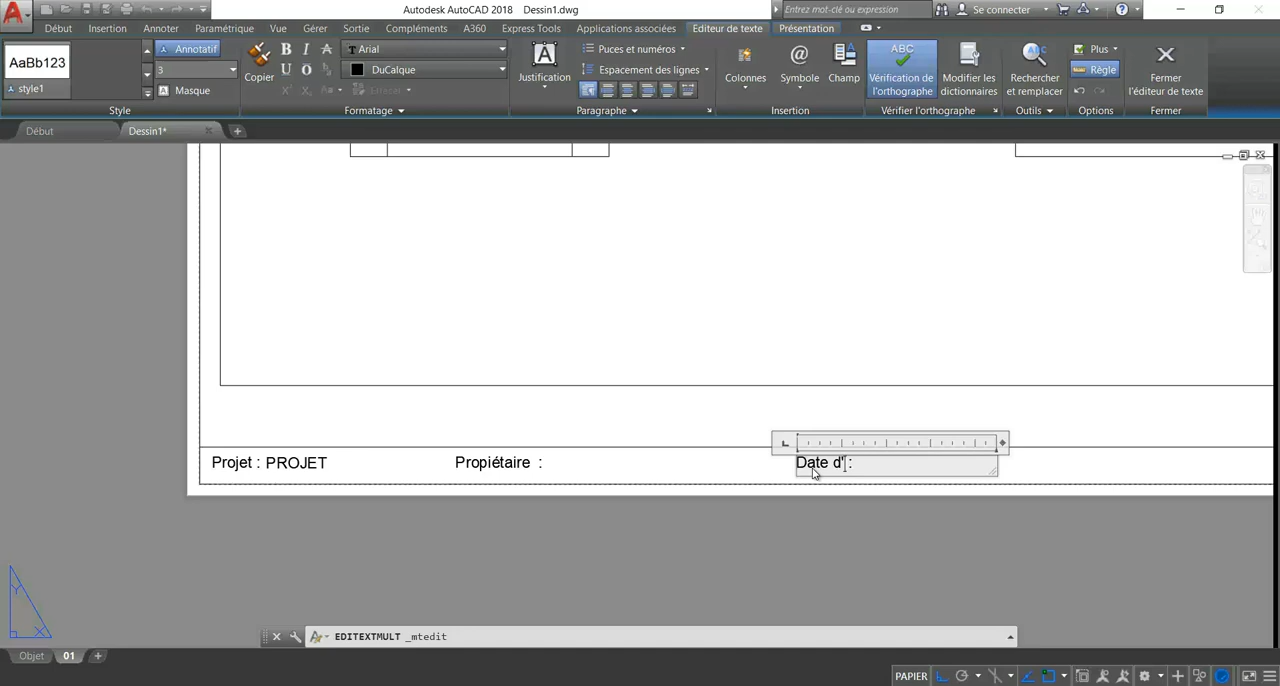 Autodesk AutoCAD 2018 Dessin1.dwg
Entrez mot-clé ou expression
Se connecter
Début Insertion Annoter Paramétrique Vue Gérer Sortie Compléments A360 Express Tools Applications associées Editeur de texte Présentation
AaBb123
style1
Annotatif
3
Masque
Style
Copier
B I A
U O
Arial
DuCalque
Formatage
Justification
Puces et numéros
Espacement des lignes
Paragraphe
Colonnes
Symbole
Champ
Insertion
ABC
Vérification de l'orthographe
Modifier les dictionnaires
Vérifier l'orthographe
Rechercher et remplacer
Outils
Plus
Règle
Options
Fermer l'éditeur de texte
Fermer
Début Dessin1*
Projet : PROJET Propiétaire : Date d' :
Y
X
EDITEXTMULT _mtedit
Objet 01
PAPIER